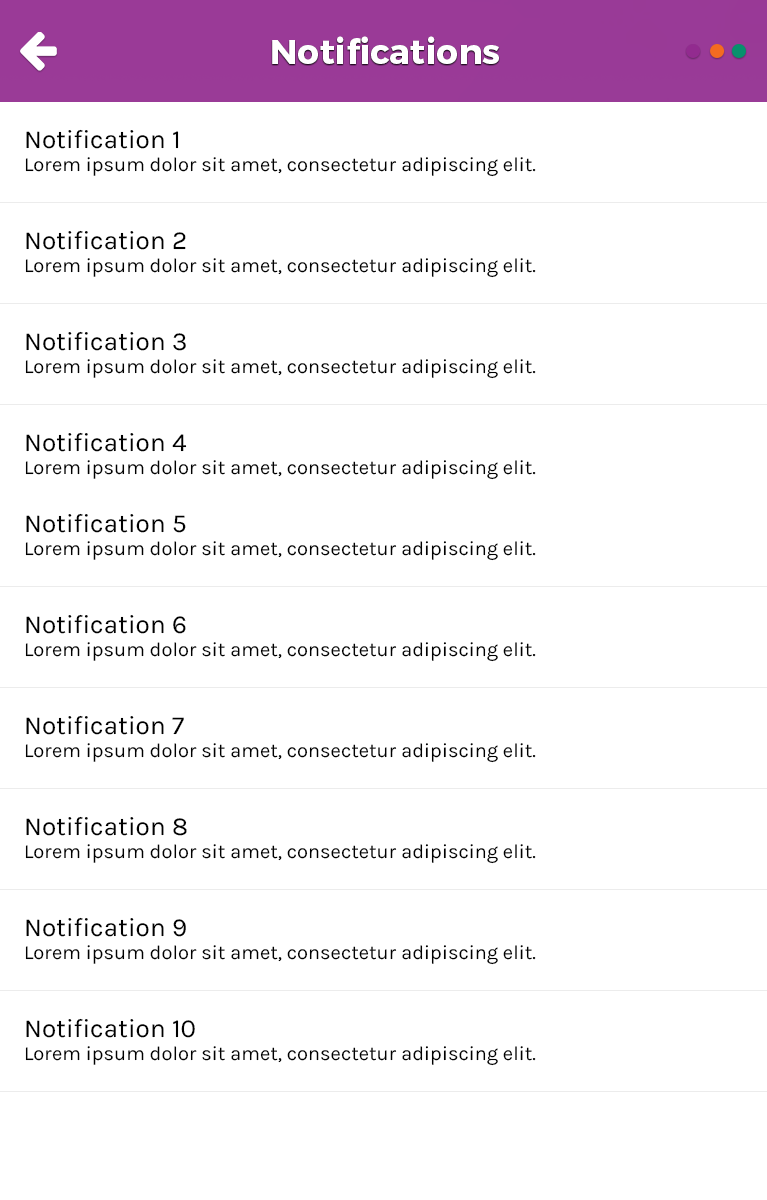 Notifications
Notification 1
Lorem ipsum dolor sit amet, consectetur adipiscing elit.
Notification 2
Lorem ipsum dolor sit amet, consectetur adipiscing elit.
Notification 3
Lorem ipsum dolor sit amet, consectetur adipiscing elit.
Notification 4
Lorem ipsum dolor sit amet, consectetur adipiscing elit.
Notification 5
Lorem ipsum dolor sit amet, consectetur adipiscing elit.
Notification 6
Lorem ipsum dolor sit amet, consectetur adipiscing elit.
Notification 7
Lorem ipsum dolor sit amet, consectetur adipiscing elit.
Notification 8
Lorem ipsum dolor sit amet, consectetur adipiscing elit.
Notification 9
Lorem ipsum dolor sit amet, consectetur adipiscing elit.
Notification 10
Lorem ipsum dolor sit amet, consectetur adipiscing elit.